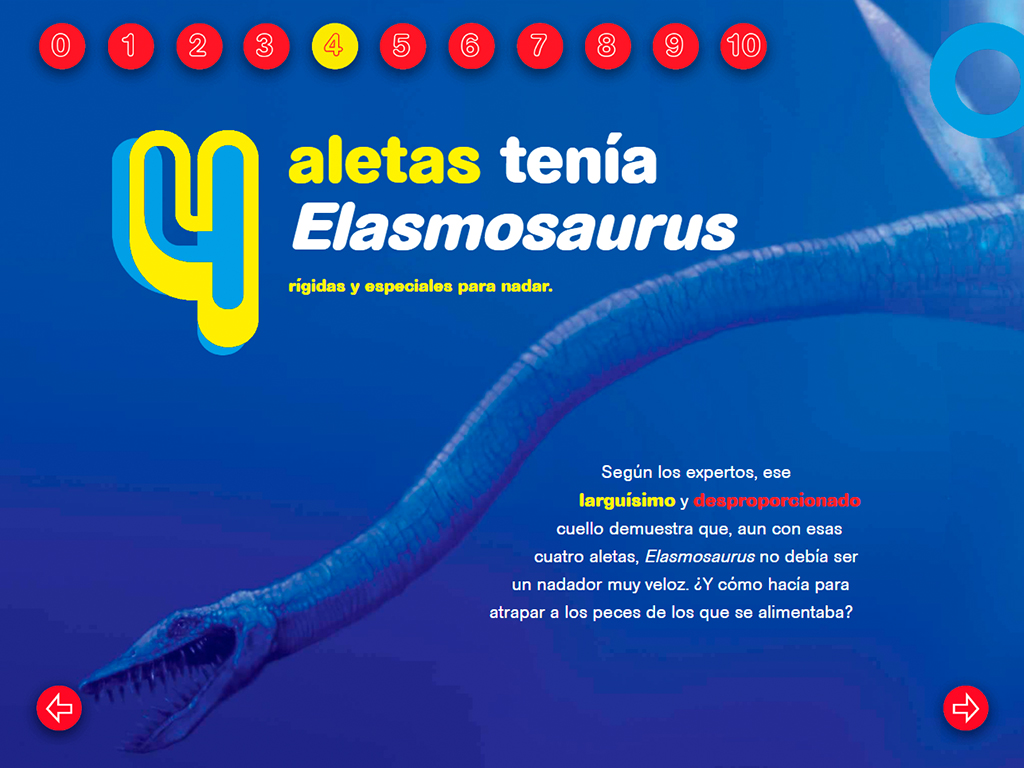 0 1 2 3 4 5 6 7 8 9 10
4 aletas tenía
Elasmosaurus
rígidas y especiales para nadar.
Según los expertos, ese
larguísimo y desproporcionado
cuello demuestra que, aun con esas
cuatro aletas, Elasmosaurus no debía ser
un nadador muy veloz. ¿Y cómo hacía para
atrapar a los peces de los que se alimentaba?